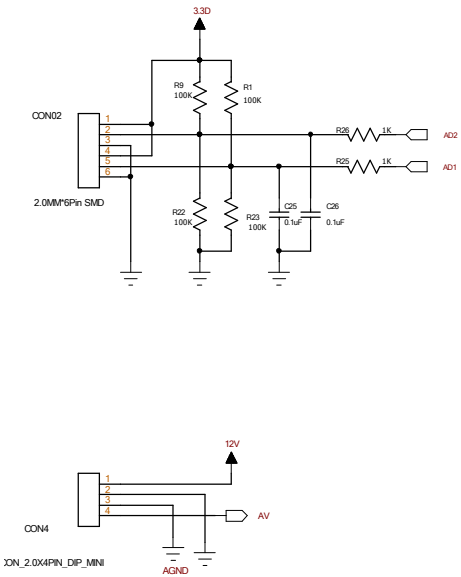 3.3D
R9
100K
R1
100K
CON02
1
2
3
4
5
6
R26
1K
AD2
R25
1K
AD1
2.0MM*6Pin SMD
R22
100K
R23
100K
C25
0.1uF
C26
0.1uF
12V
1
2
3
4
AV
CON4
CON_2.0X4PIN_DIP_MINI
AGND